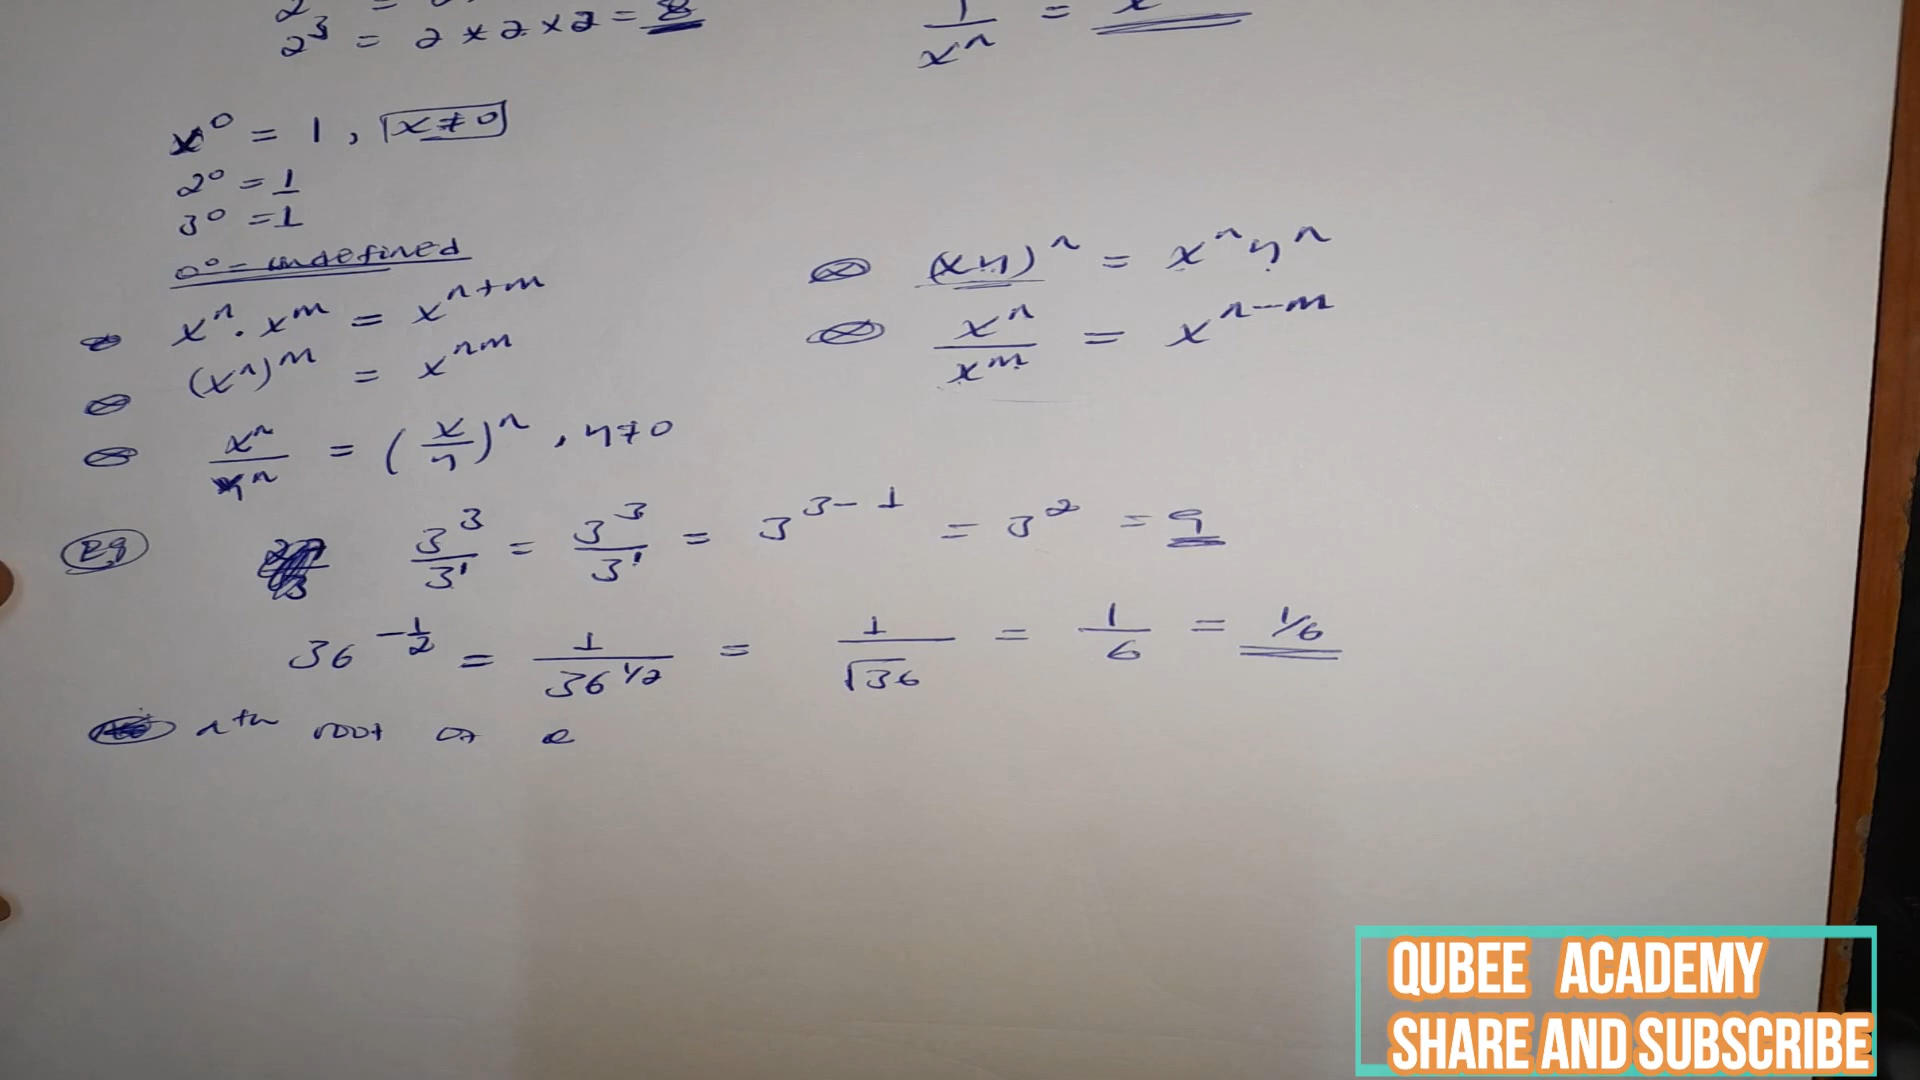 2³ = 2 × 2 × 2 = 8
1/xⁿ = x
x⁰ = 1, x ≠ 0
2⁰ = 1
3⁰ = 1
0⁰ = undefined
xⁿ · xᵐ = xⁿ⁺ᵐ
(xⁿ)ᵐ = xⁿᵐ
xⁿ/yⁿ = (x/y)ⁿ, y≠0
(xy)ⁿ = xⁿyⁿ
xⁿ/xᵐ = xⁿ⁻ᵐ
Eg 3³/3¹ = 3³/3¹ = 3³⁻¹ = 3² = 9
36^(-1/2) = 1/36^(1/2) = 1/√36 = 1/6 = 1/6
nth root of a
QUBEE ACADEMY
SHARE AND SUBSCRIBE